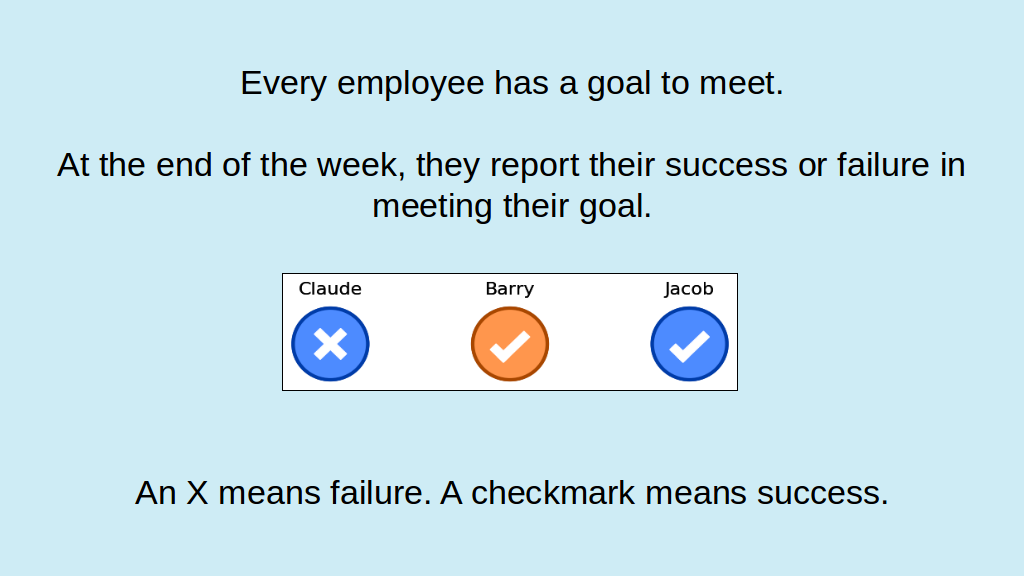 Every employee has a goal to meet.
At the end of the week, they report their success or failure in
meeting their goal.
Claude Barry Jacob
An X means failure. A checkmark means success.